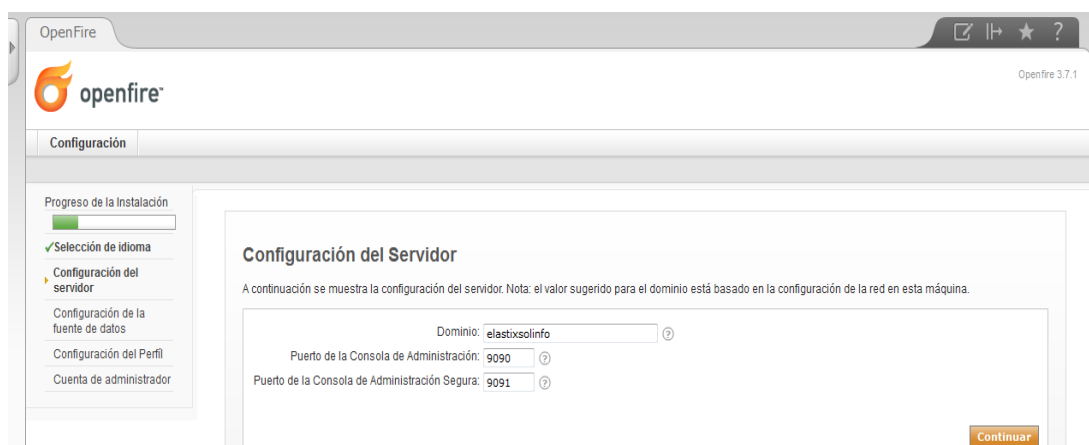 OpenFire
?
openfire™
Openfire 3.7.1
Configuración
Progreso de la Instalación
✓Selección de idioma
Configuración del
servidor
Configuración de la
fuente de datos
Configuración del Perfil
Cuenta de administrador
Configuración del Servidor
A continuación se muestra la configuración del servidor. Nota: el valor sugerido para el dominio está basado en la configuración de la red en esta máquina.
Dominio: elastixsolinfo ?
Puerto de la Consola de Administración: 9090 ?
Puerto de la Consola de Administración Segura: 9091 ?
Continuar